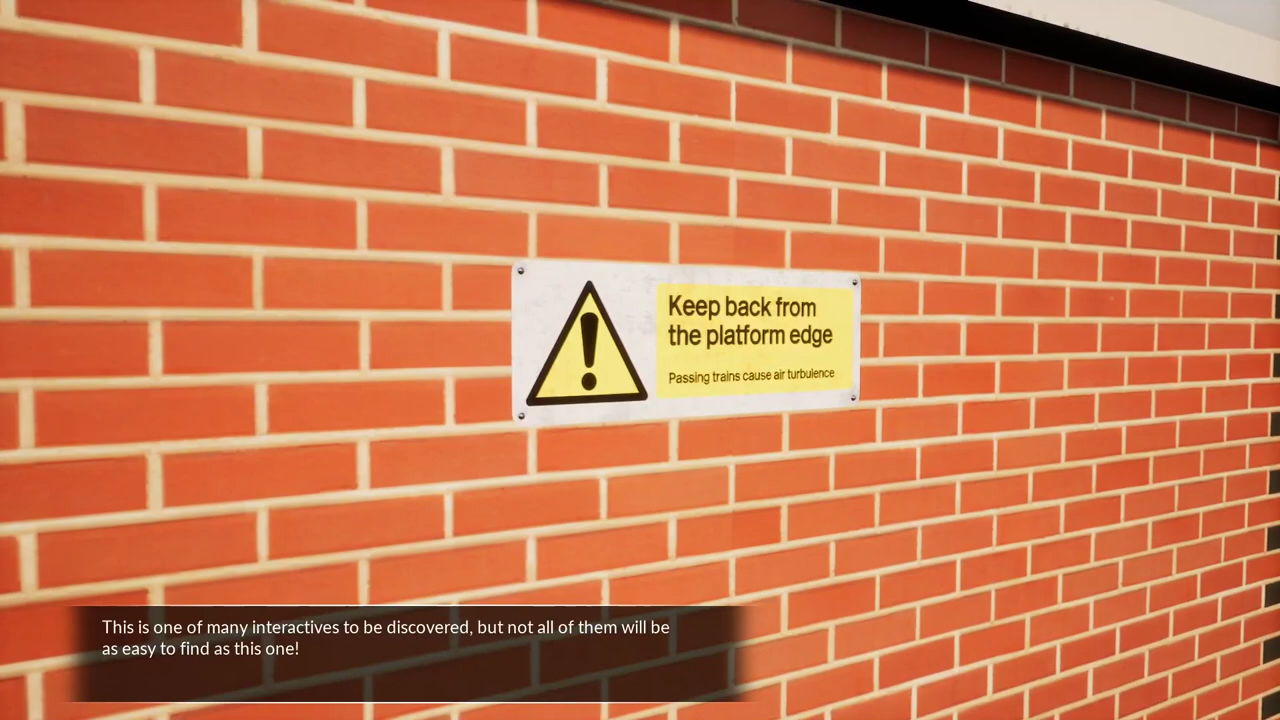 Keep back from
the platform edge
Passing trains cause air turbulence
This is one of many interactives to be discovered, but not all of them will be
as easy to find as this one!